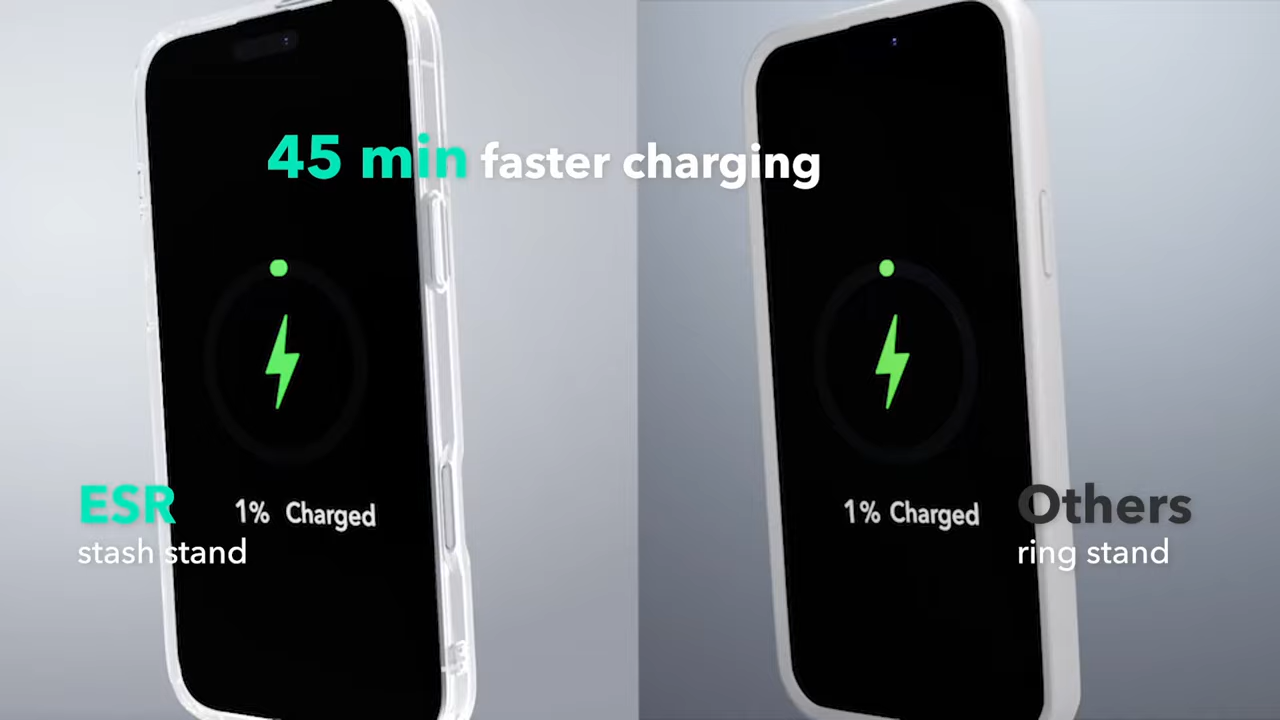 45 min faster charging
ESR
stash stand
1% Charged
1% Charged
Others
ring stand